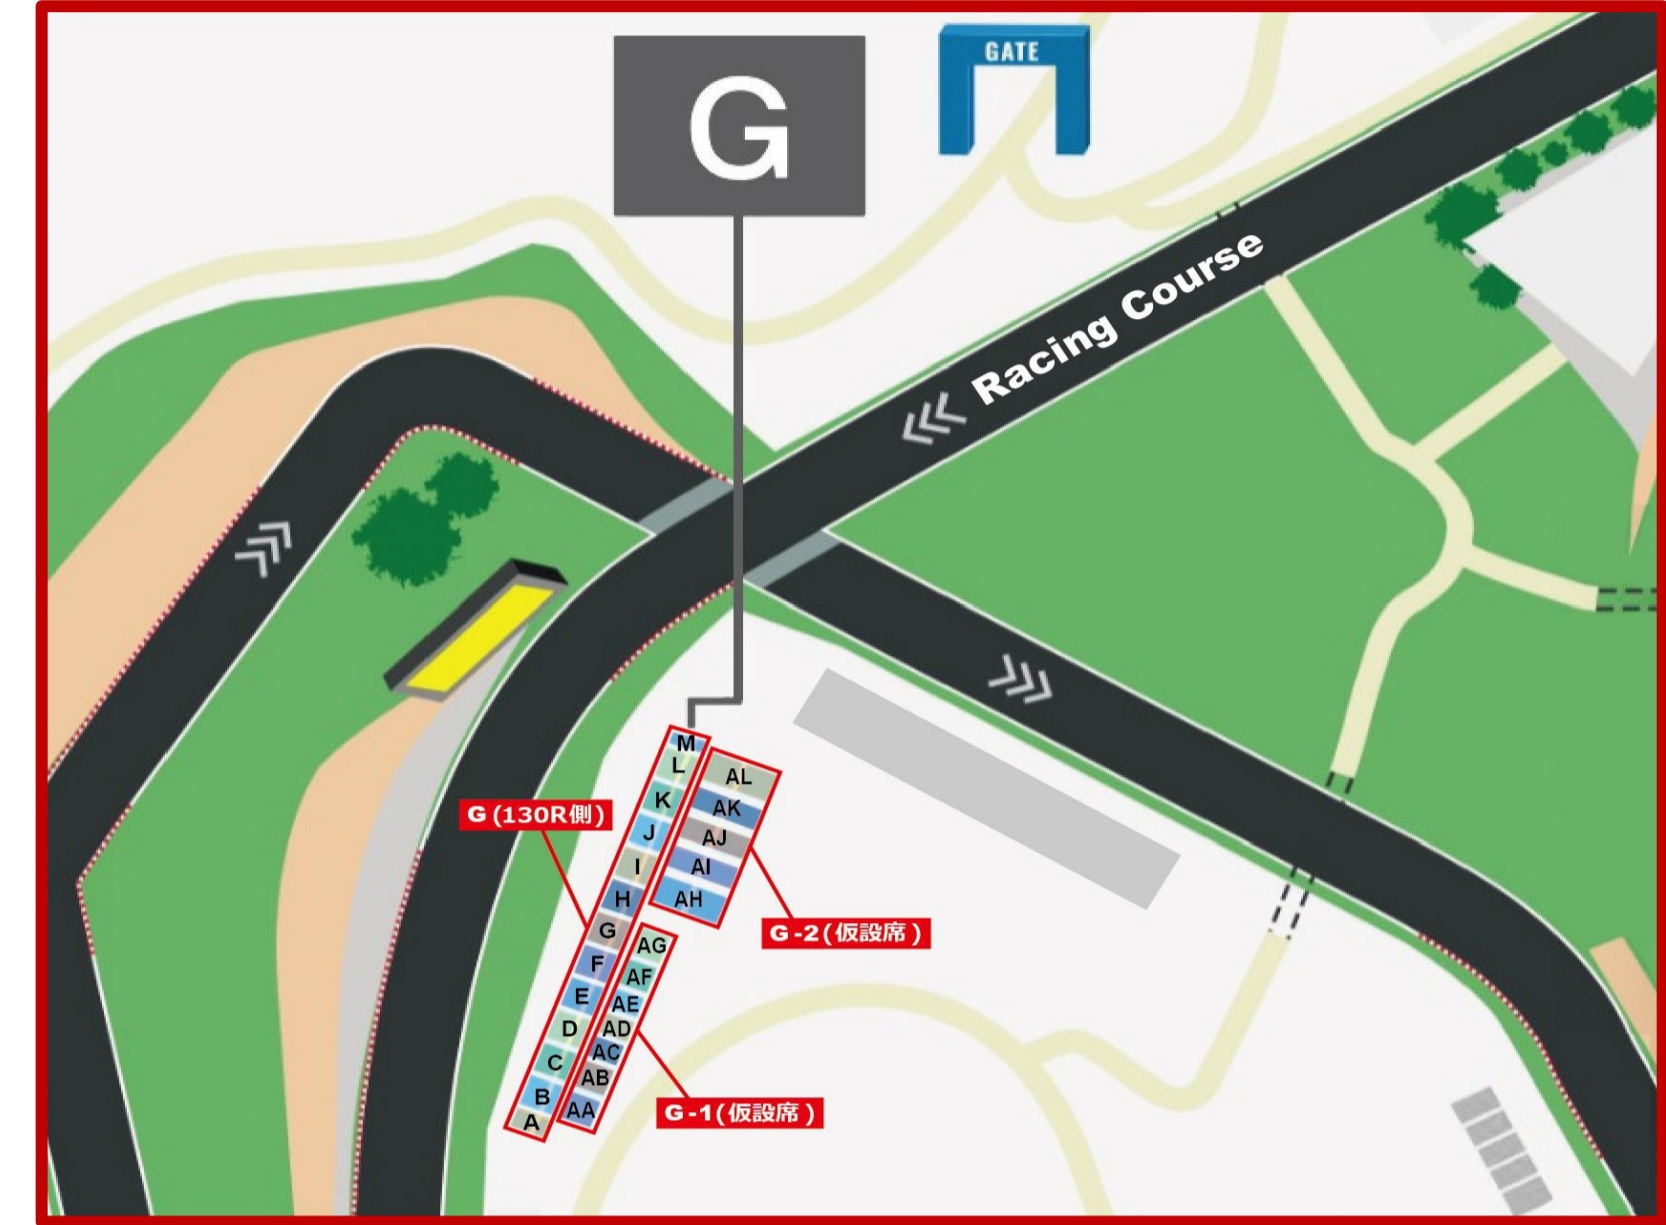 G
GATE
Racing Course
M
L
K
J
I
H
G
F
E
D
C
B
A
AL
AK
AJ
AI
AH
AG
AF
AE
AD
AC
AB
AA
G(130R側)
G-2(仮設席)
G-1(仮設席)